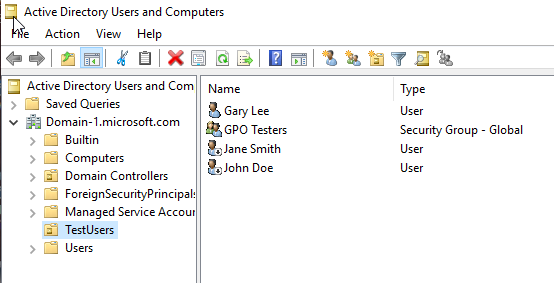 Active Directory Users and Computers
File Action View Help
Active Directory Users and Com
Saved Queries
Domain-1.microsoft.com
Builtin
Computers
Domain Controllers
ForeignSecurityPrincipals
Managed Service Accour
TestUsers
Users
Name Type
Gary Lee User
GPO Testers Security Group - Global
Jane Smith User
John Doe User